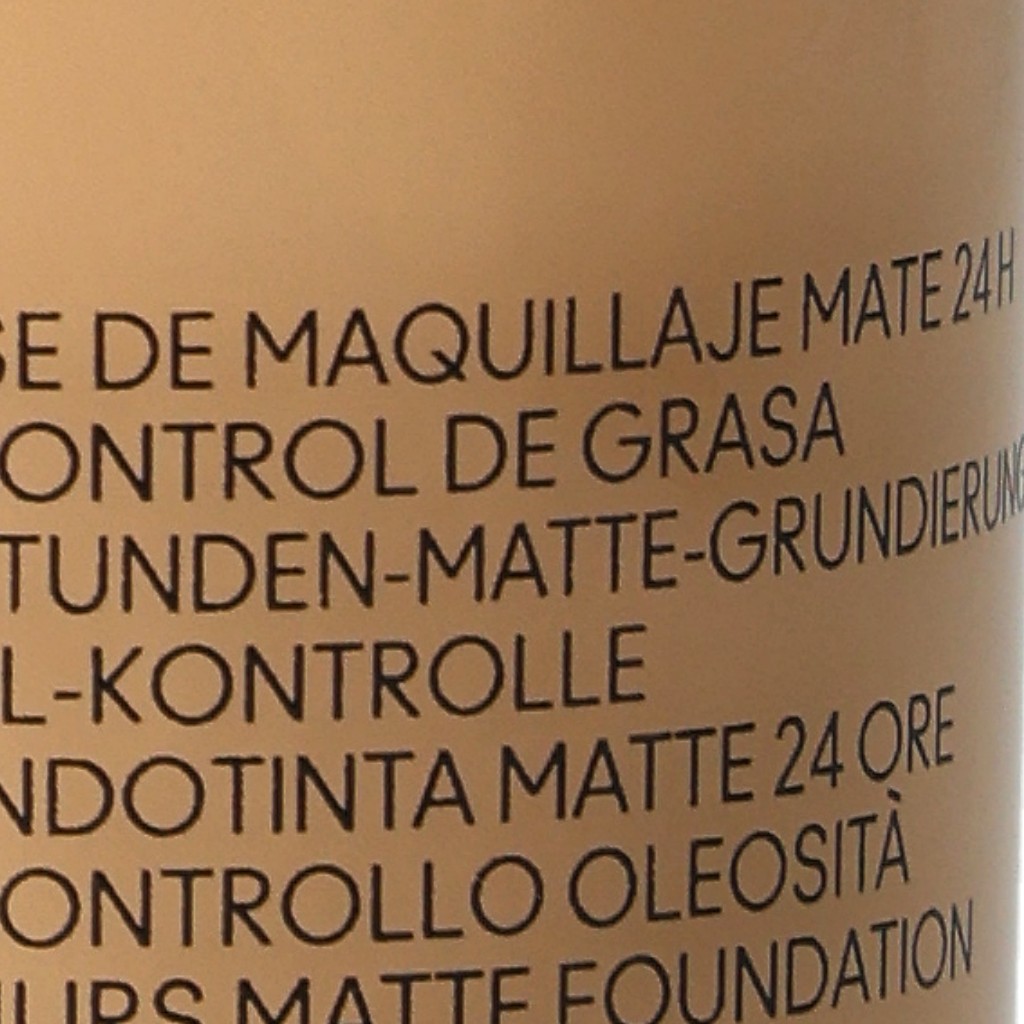 SE DE MAQUILLAJE MATE 24H
ONTROL DE GRASA
TUNDEN-MATTE-GRUNDIERUNG
L-KONTROLLE
NDOTINTA MATTE 24 ORE
ONTROLLO OLEOSITÀ
URS MATTE FOUNDATION